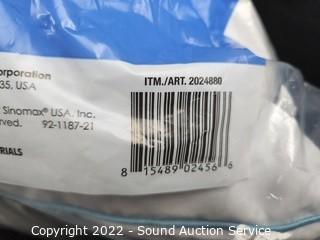 orporation
35, USA
ITM./ART. 2024880
Sinomax® USA, Inc.
rved. 92-1187-21
RIALS
8 15489 02456 6
Copyright 2022 - Sound Auction Service